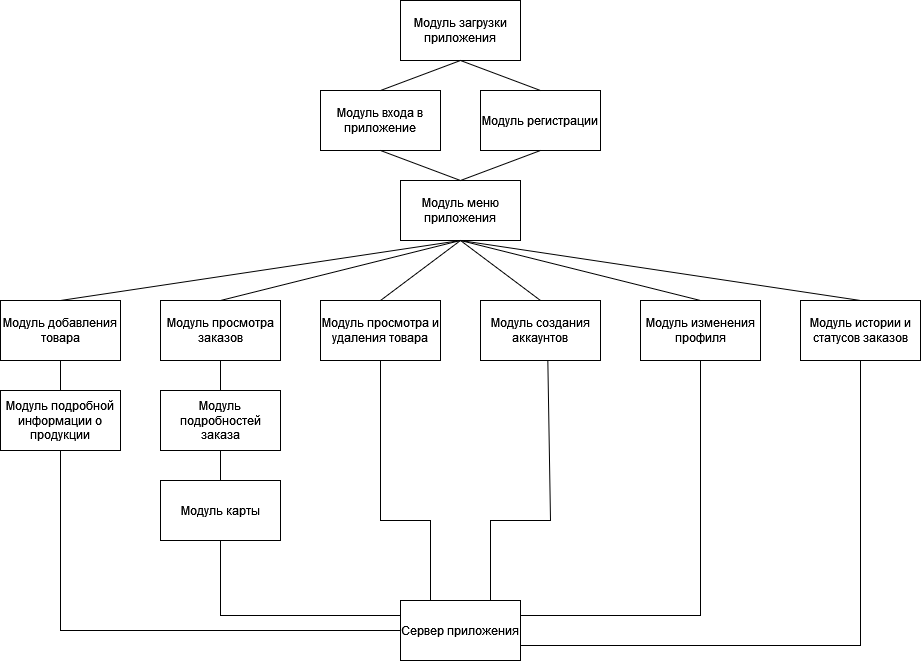 Модуль загрузки
приложения
Модуль входа в
приложение
Модуль регистрации
Модуль меню
приложения
Модуль добавления
товара
Модуль просмотра
заказов
Модуль просмотра и
удаления товара
Модуль создания
аккаунтов
Модуль изменения
профиля
Модуль истории и
статусов заказов
Модуль подробной
информации о
продукции
Модуль
подробностей
заказа
Модуль карты
Сервер приложения